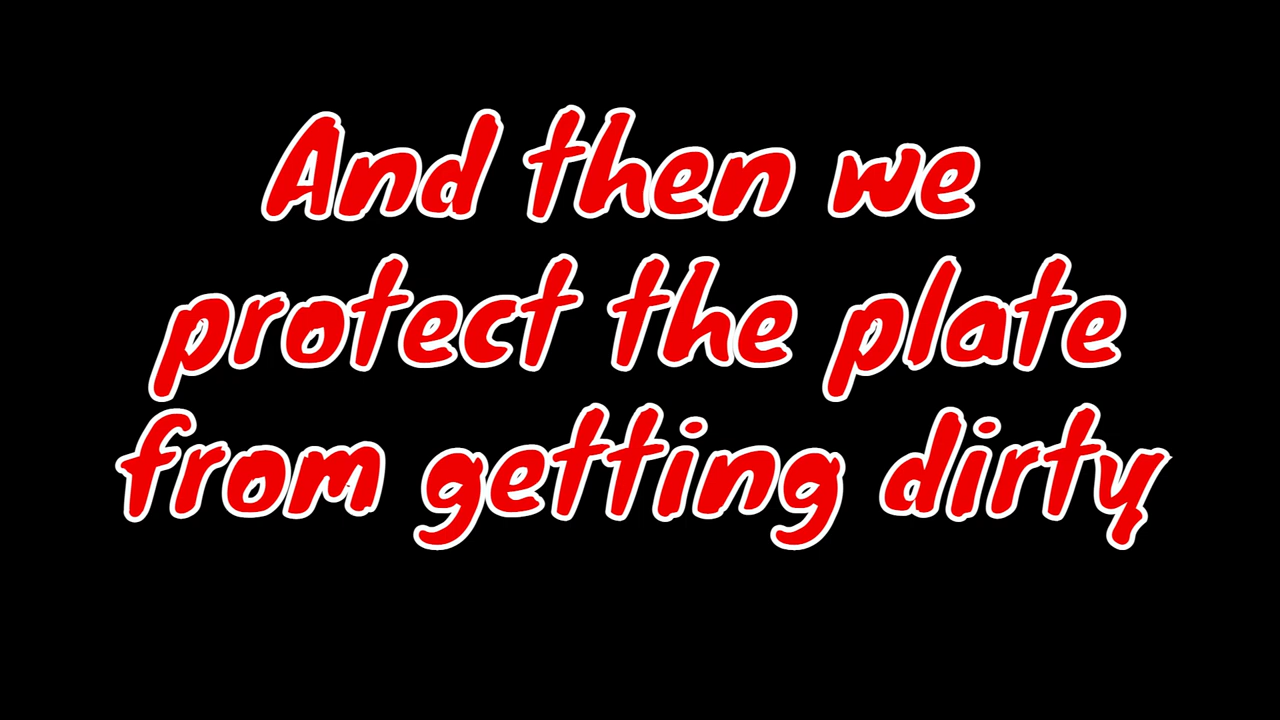 And then we
protect the plate
from getting dirty